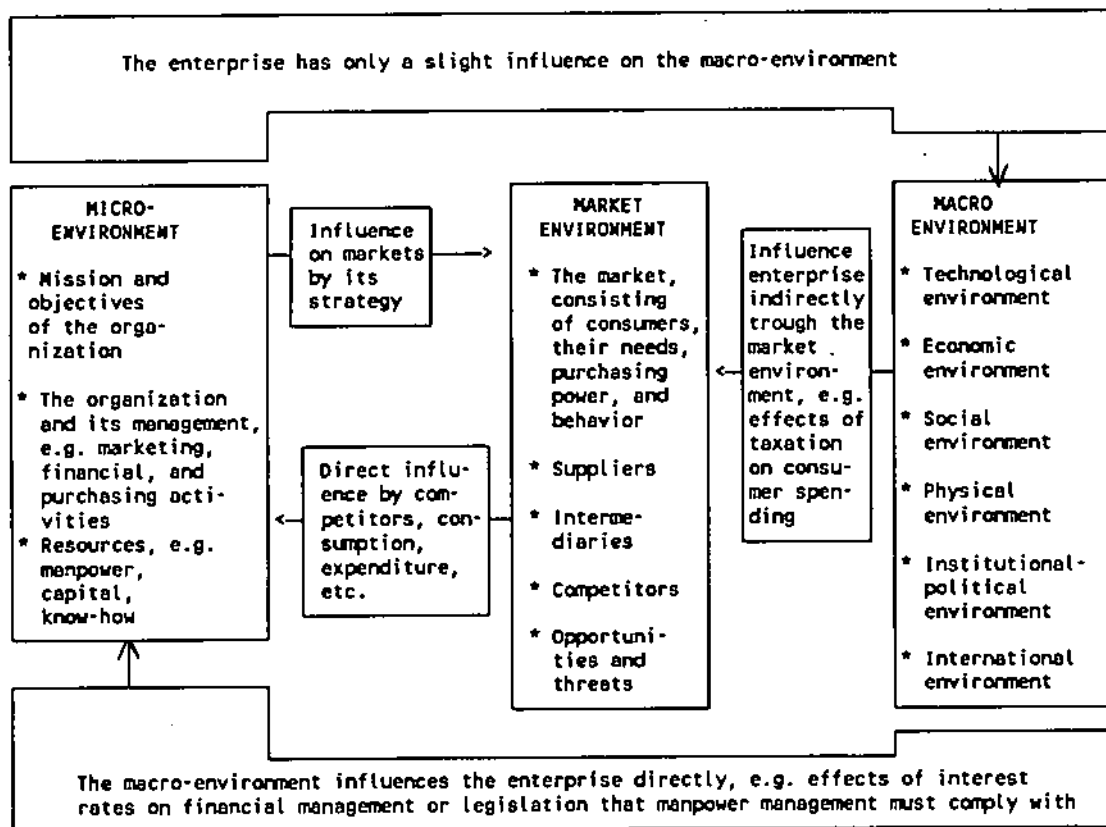 The enterprise has only a slight influence on the macro-environment
MICRO-
ENVIRONMENT
* Mission and
objectives
of the orga-
nization
* The organization
and its management,
e.g. marketing,
financial, and
purchasing acti-
vities
* Resources, e.g.
manpower,
capital,
know-how
Influence
on markets
by its
strategy
Direct influ-
ence by com-
petitors, con-
sumption,
expenditure,
etc.
MARKET
ENVIRONMENT
* The market,
consisting
of consumers,
their needs,
purchasing
power, and
behavior
* Suppliers
* Interme-
diaries
* Competitors
* Opportuni-
ties and
threats
Influence
enterprise
indirectly
trough the
market
environ-
ment, e.g.
effects of
taxation
on consu-
mer spen-
ding
MACRO
ENVIRONMENT
* Technological
environment
* Economic
environment
* Social
environment
* Physical
environment
* Institutional-
political
environment
* International
environment
The macro-environment influences the enterprise directly, e.g. effects of interest
rates on financial management or legislation that manpower management must comply with